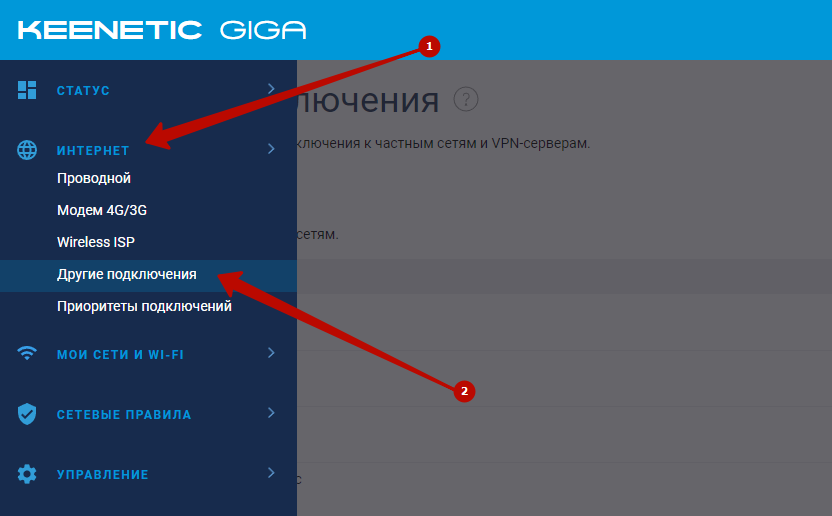 KEENETIC GIGA
1
СТАТУС
лючения ?
ИНТЕРНЕТ
ключения к частным сетям и VPN-серверам.
Проводной
Модем 4G/3G
Wireless ISP
сетям.
Другие подключения
Приоритеты подключений
МОИ СЕТИ И WI-FI
2
СЕТЕВЫЕ ПРАВИЛА
УПРАВЛЕНИЕ
с